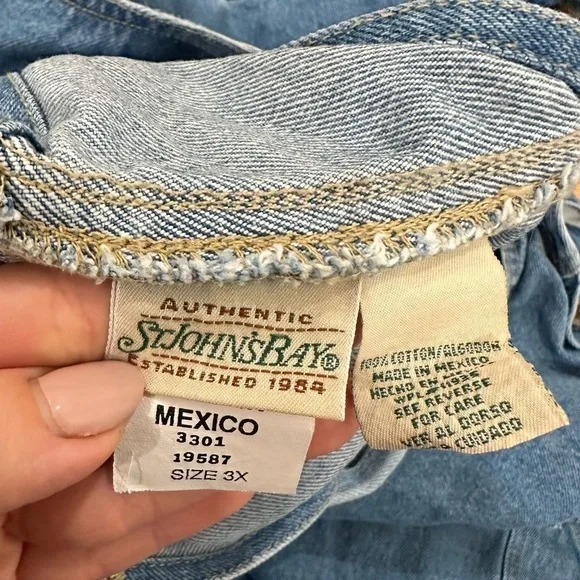 AUTHENTIC
ST.JOHN'SBAY®
ESTABLISHED 1984
MEXICO
3301
19587
SIZE 3X
100% COTTON/ALGODON
MADE IN MEXICO
HECHO EN
WPL
SEE REVERSE
FOR CARE
VER AL DORSO
CUIDADO